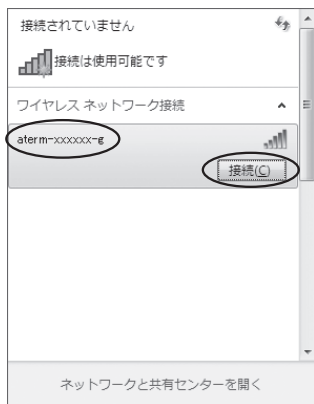 接続されていません
接続は使用可能です
ワイヤレス ネットワーク接続
aterm-xxxxxx-g
接続(C)
ネットワークと共有センターを開く